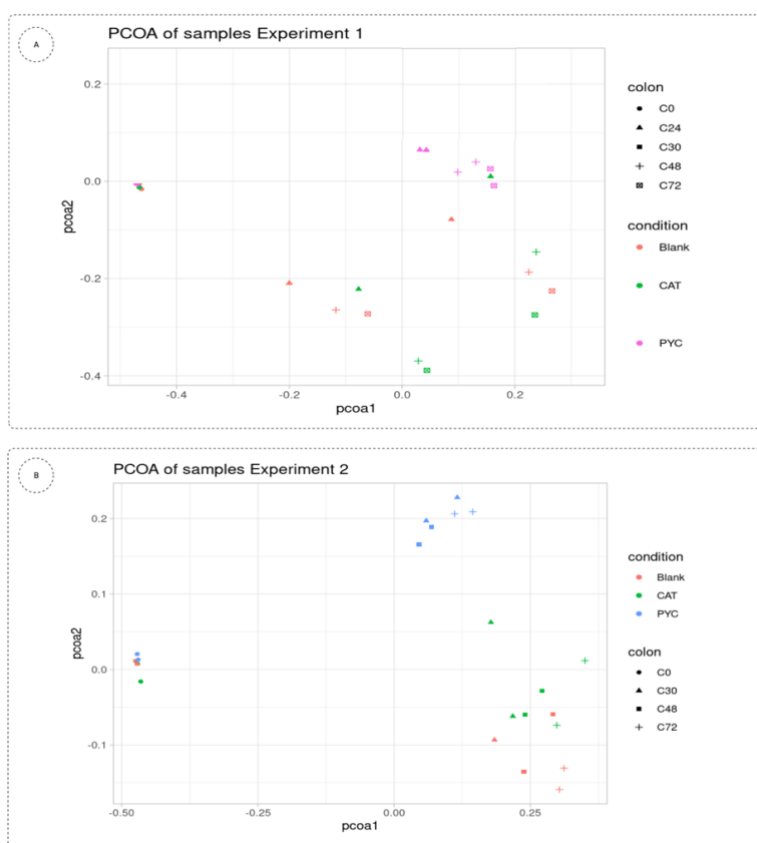 A
PCOA of samples Experiment 1
0.2
0.0
-0.2
-0.4
pcoa2
-0.4 -0.2 0.0 0.2
pcoa1
colon
C0
C24
C30
C48
C72
condition
Blank
CAT
PYC
B
PCOA of samples Experiment 2
0.2
0.1
0.0
-0.1
pcoa2
-0.50 -0.25 0.00 0.25
pcoa1
condition
Blank
CAT
PYC
colon
C0
C30
C48
C72